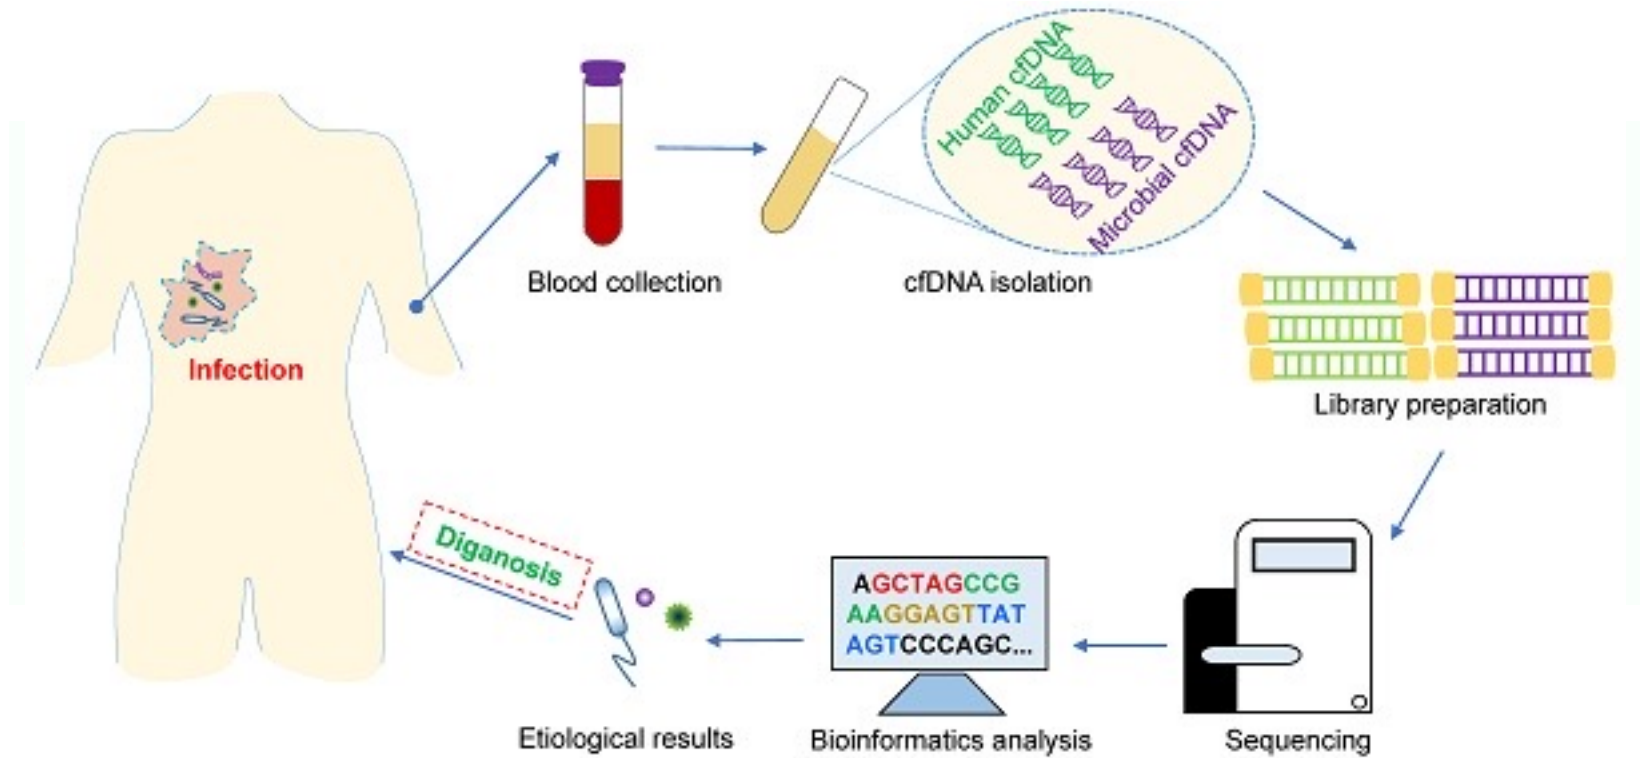 Human cfDNA
Microbial cfDNA
Blood collection
cfDNA isolation
Infection
Library preparation
Diganosis
AGCTAGCCG
AAGGAGTTAT
AGTCCCAGC...
Etiological results
Bioinformatics analysis
Sequencing